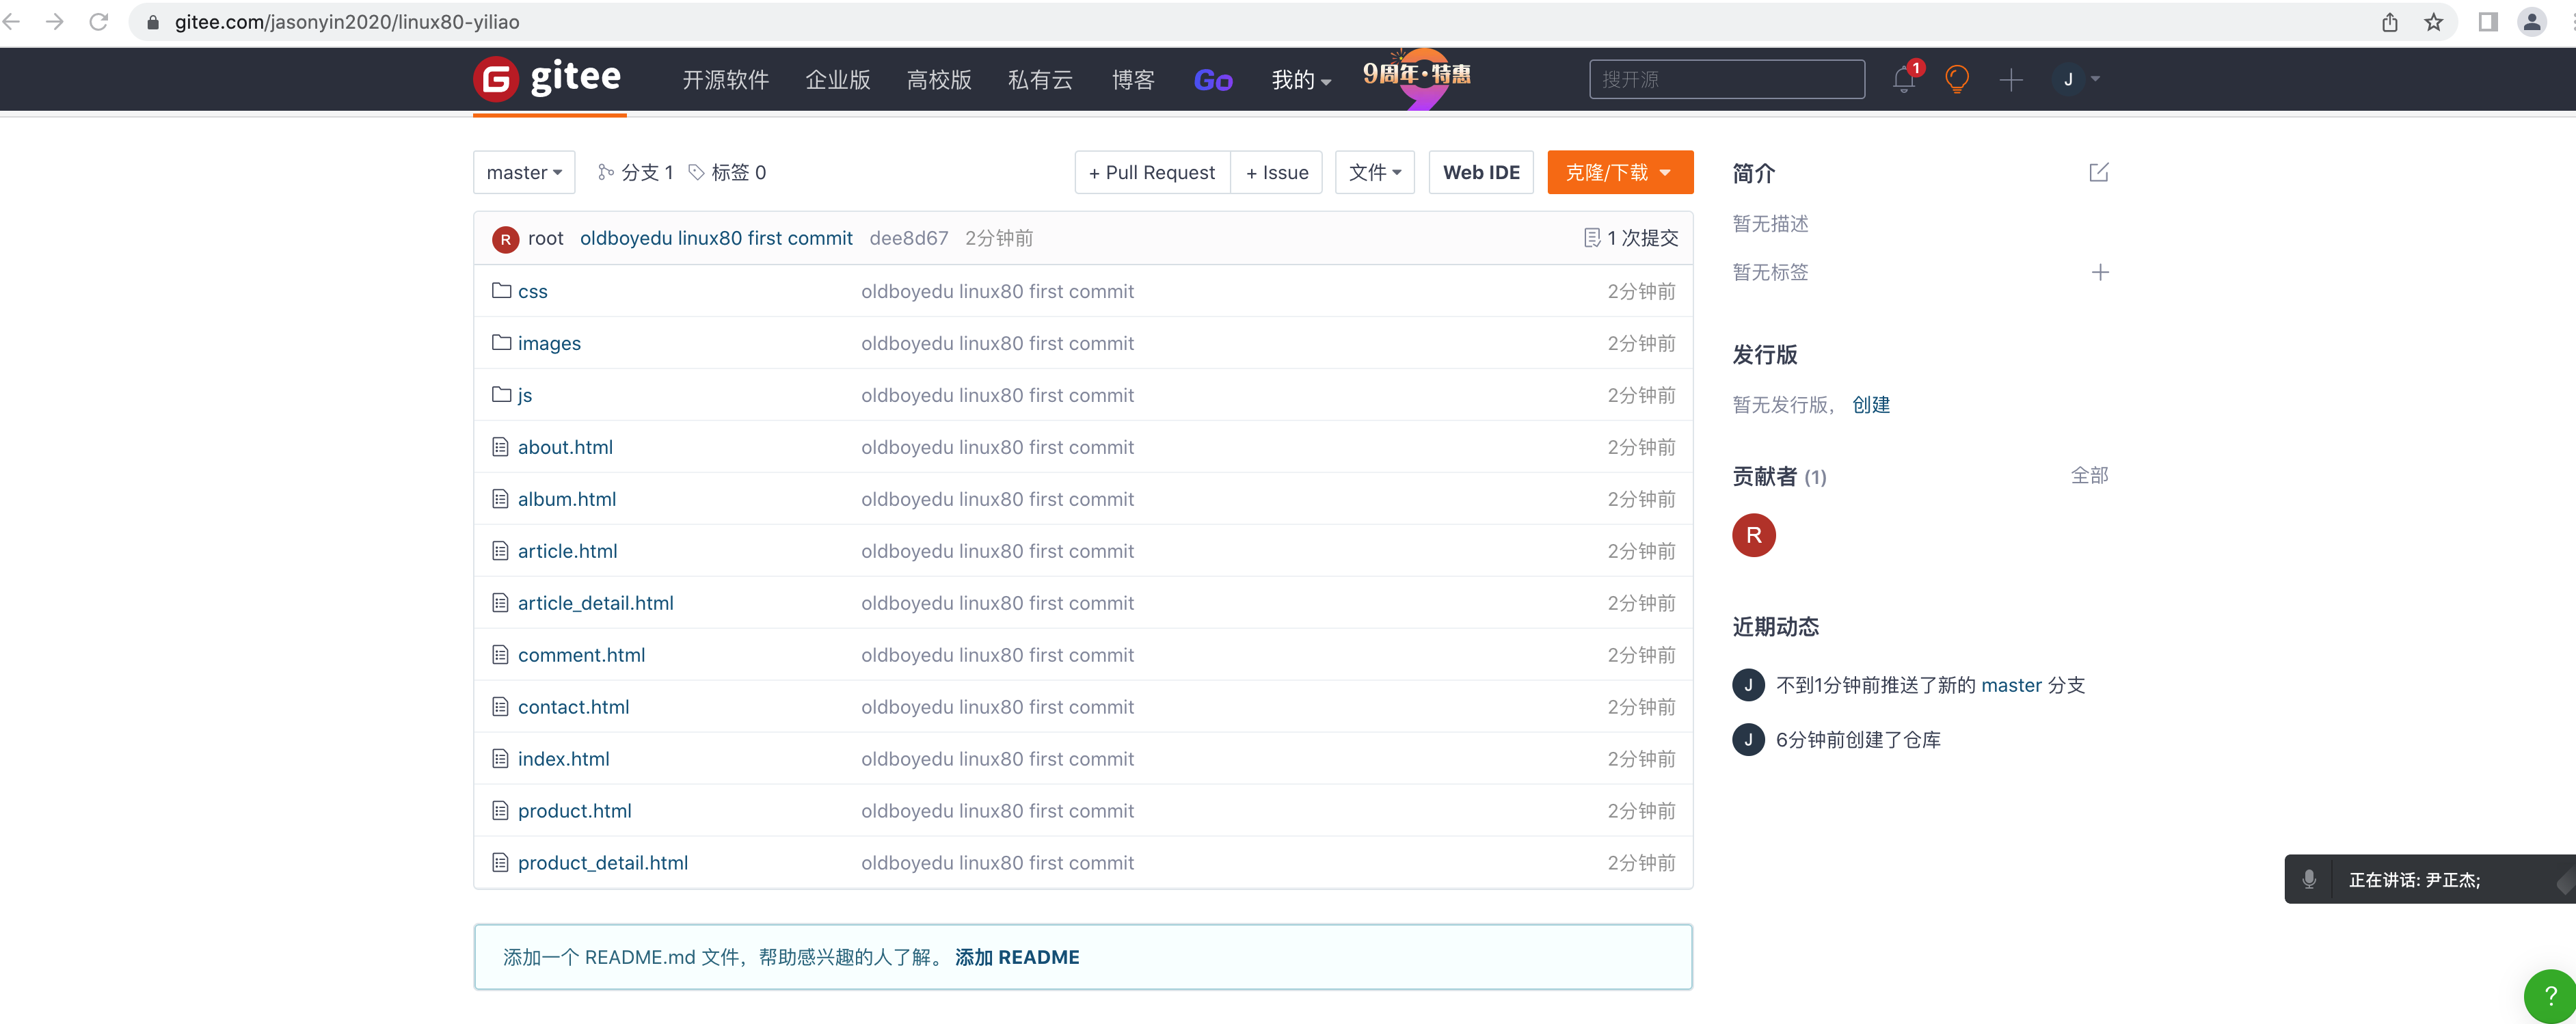 gitee.com/jasonyin2020/linux80-yiliao
G gitee 开源软件 企业版 高校版 私有云 博客 Go 我的 9周年·特惠 搜开源 1 J
master 分支 1 标签 0 + Pull Request + Issue 文件 Web IDE 克隆/下载
R root oldboyedu linux80 first commit dee8d67 2分钟前 1 次提交
css oldboyedu linux80 first commit 2分钟前
images oldboyedu linux80 first commit 2分钟前
js oldboyedu linux80 first commit 2分钟前
about.html oldboyedu linux80 first commit 2分钟前
album.html oldboyedu linux80 first commit 2分钟前
article.html oldboyedu linux80 first commit 2分钟前
article_detail.html oldboyedu linux80 first commit 2分钟前
comment.html oldboyedu linux80 first commit 2分钟前
contact.html oldboyedu linux80 first commit 2分钟前
index.html oldboyedu linux80 first commit 2分钟前
product.html oldboyedu linux80 first commit 2分钟前
product_detail.html oldboyedu linux80 first commit 2分钟前
添加一个 README.md 文件，帮助感兴趣的人了解。 添加 README
简介
暂无描述
暂无标签
发行版
暂无发行版， 创建
贡献者 (1) 全部
R
近期动态
J 不到1分钟前推送了新的 master 分支
J 6分钟前创建了仓库
正在讲话: 尹正杰;
?